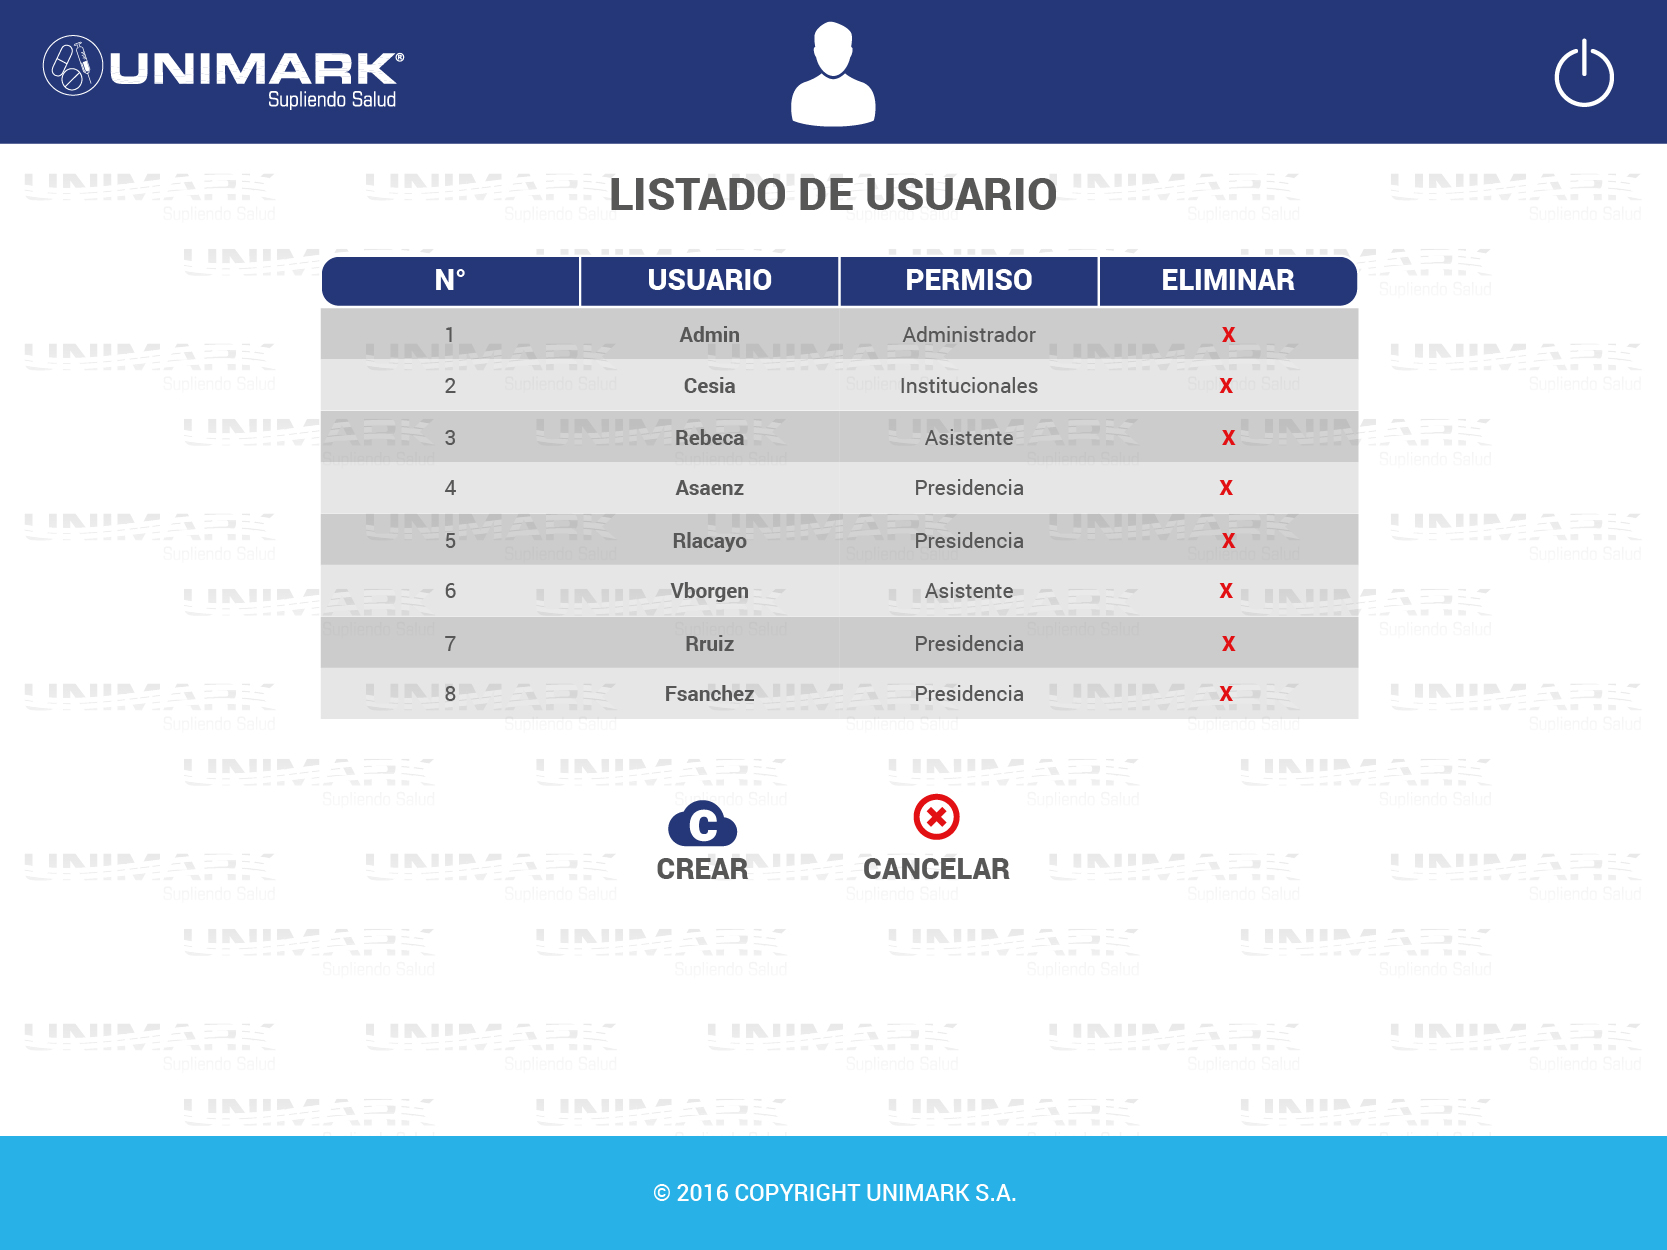 UNIMARK®
Supliendo Salud
LISTADO DE USUARIO
N° USUARIO PERMISO ELIMINAR
1 Admin Administrador X
2 Cesia Institucionales X
3 Rebeca Asistente X
4 Asaenz Presidencia X
5 Rlacayo Presidencia X
6 Vborgen Asistente X
7 Rruiz Presidencia X
8 Fsanchez Presidencia X
C
CREAR CANCELAR
© 2016 COPYRIGHT UNIMARK S.A.